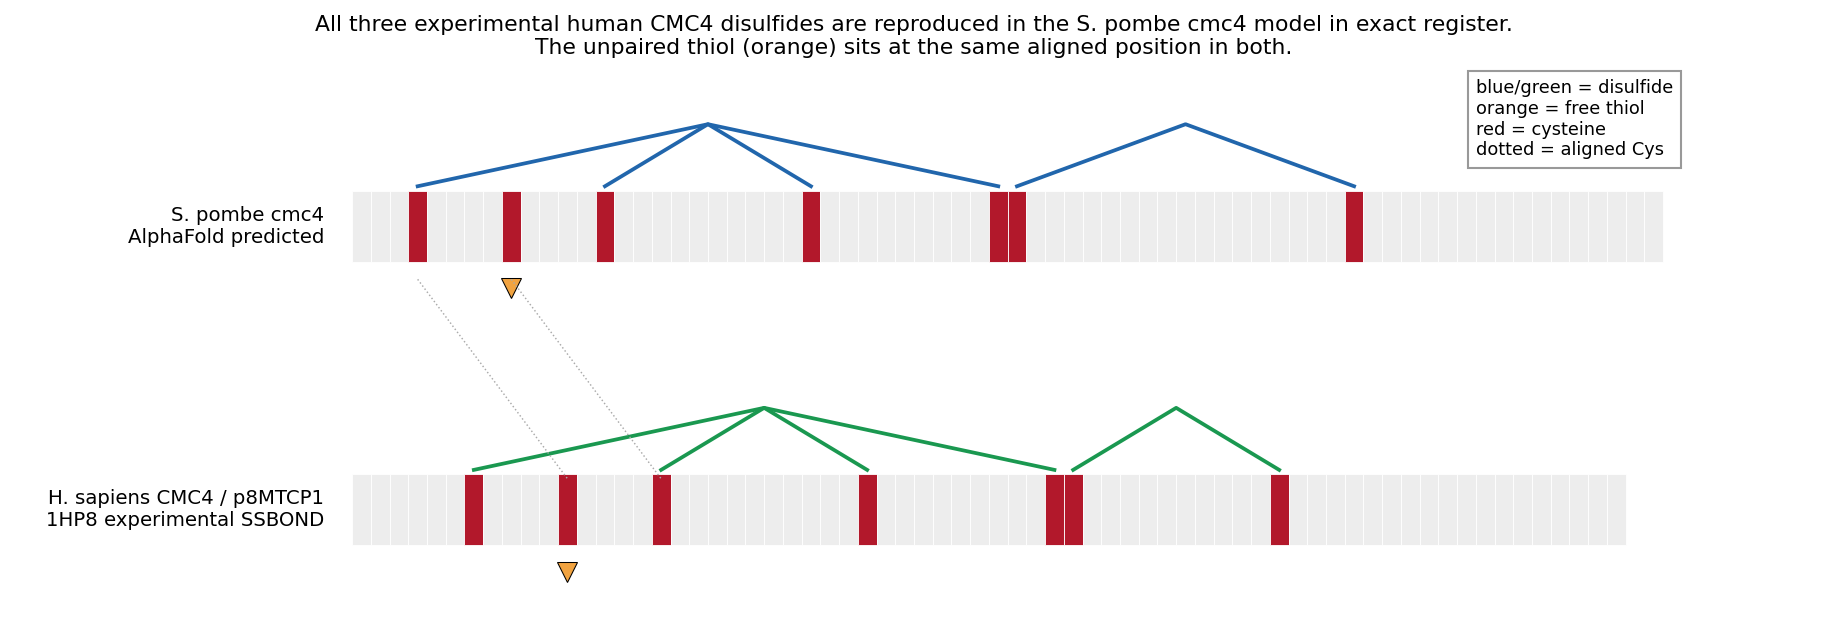 All three experimental human CMC4 disulfides are reproduced in the S. pombe cmc4 model in exact register.
The unpaired thiol (orange) sits at the same aligned position in both.
blue/green = disulfide
orange = free thiol
red = cysteine
dotted = aligned Cys
S. pombe cmc4
AlphaFold predicted
H. sapiens CMC4 / p8MTCP1
1HP8 experimental SSBOND